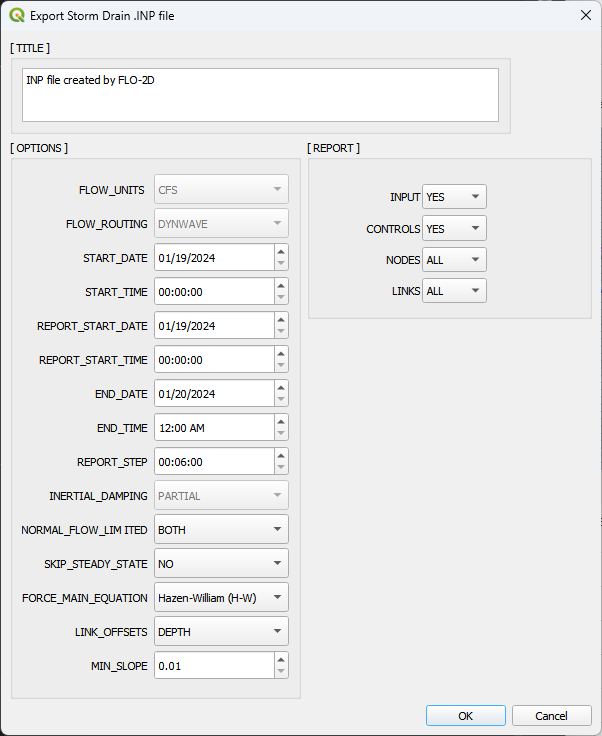 Export Storm Drain .INP file
[ TITLE ]
INP file created by FLO-2D
[ OPTIONS ]
FLOW_UNITS CFS
FLOW_ROUTING DYNWAVE
START_DATE 01/19/2024
START_TIME 00:00:00
REPORT_START_DATE 01/19/2024
REPORT_START_TIME 00:00:00
END_DATE 01/20/2024
END_TIME 12:00 AM
REPORT_STEP 00:06:00
INERTIAL_DAMPING PARTIAL
NORMAL_FLOW_LIM ITED BOTH
SKIP_STEADY_STATE NO
FORCE_MAIN_EQUATION Hazen-William (H-W)
LINK_OFFSETS DEPTH
MIN_SLOPE 0.01
[ REPORT ]
INPUT YES
CONTROLS YES
NODES ALL
LINKS ALL
OK Cancel